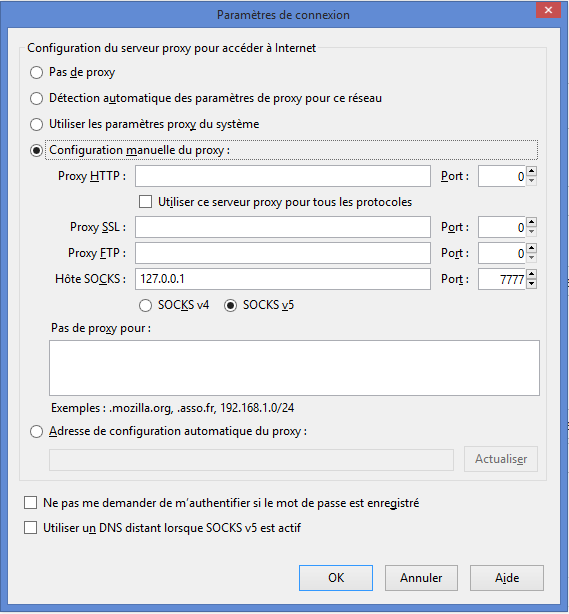 Paramètres de connexion
Configuration du serveur proxy pour accéder à Internet
Pas de proxy
Détection automatique des paramètres de proxy pour ce réseau
Utiliser les paramètres proxy du système
Configuration manuelle du proxy :
Proxy HTTP : Port : 0
Utiliser ce serveur proxy pour tous les protocoles
Proxy SSL : Port : 0
Proxy FTP : Port : 0
Hôte SOCKS : 127.0.0.1 Port : 7777
SOCKS v4 SOCKS v5
Pas de proxy pour :
Exemples : .mozilla.org, .asso.fr, 192.168.1.0/24
Adresse de configuration automatique du proxy :
Actualiser
Ne pas me demander de m’authentifier si le mot de passe est enregistré
Utiliser un DNS distant lorsque SOCKS v5 est actif
OK Annuler Aide